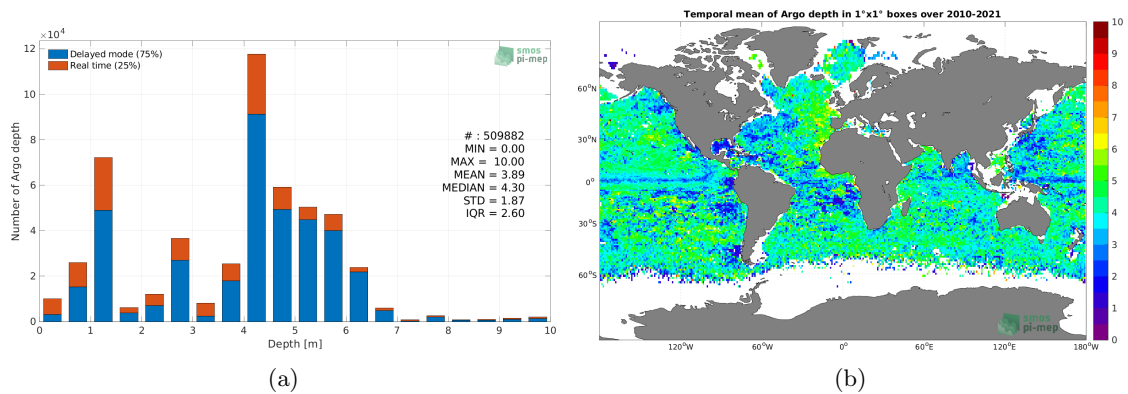 ×10⁴
12
10
8
6
4
2
0
Number of Argo depth
Delayed mode (75%)
Real time (25%)
smos
pi-mep
# : 509882
MIN = 0.00
MAX = 10.00
MEAN = 3.89
MEDIAN = 4.30
STD = 1.87
IQR = 2.60
0 1 2 3 4 5 6 7 8 9 10
Depth [m]
(a)
Temporal mean of Argo depth in 1°x1° boxes over 2010-2021
60°N
30°N
0°
30°S
60°S
120°W 60°W 0° 60°E 120°E 180°W
smos
pi-mep
10
9
8
7
6
5
4
3
2
1
0
(b)